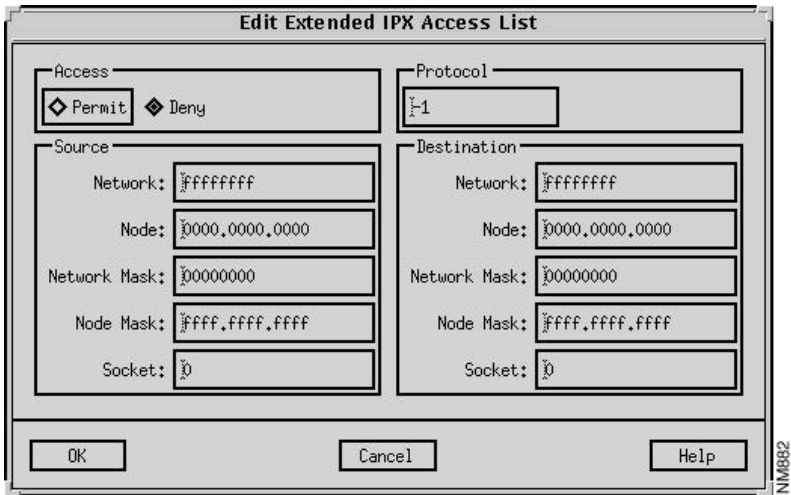 Edit Extended IPX Access List
Access
Permit Deny
Protocol
-1
Source
Network: ffffffff
Node: 0000.0000.0000
Network Mask: 00000000
Node Mask: ffff.ffff.ffff
Socket: 0
Destination
Network: ffffffff
Node: 0000.0000.0000
Network Mask: 00000000
Node Mask: ffff.ffff.ffff
Socket: 0
OK Cancel Help
NM882